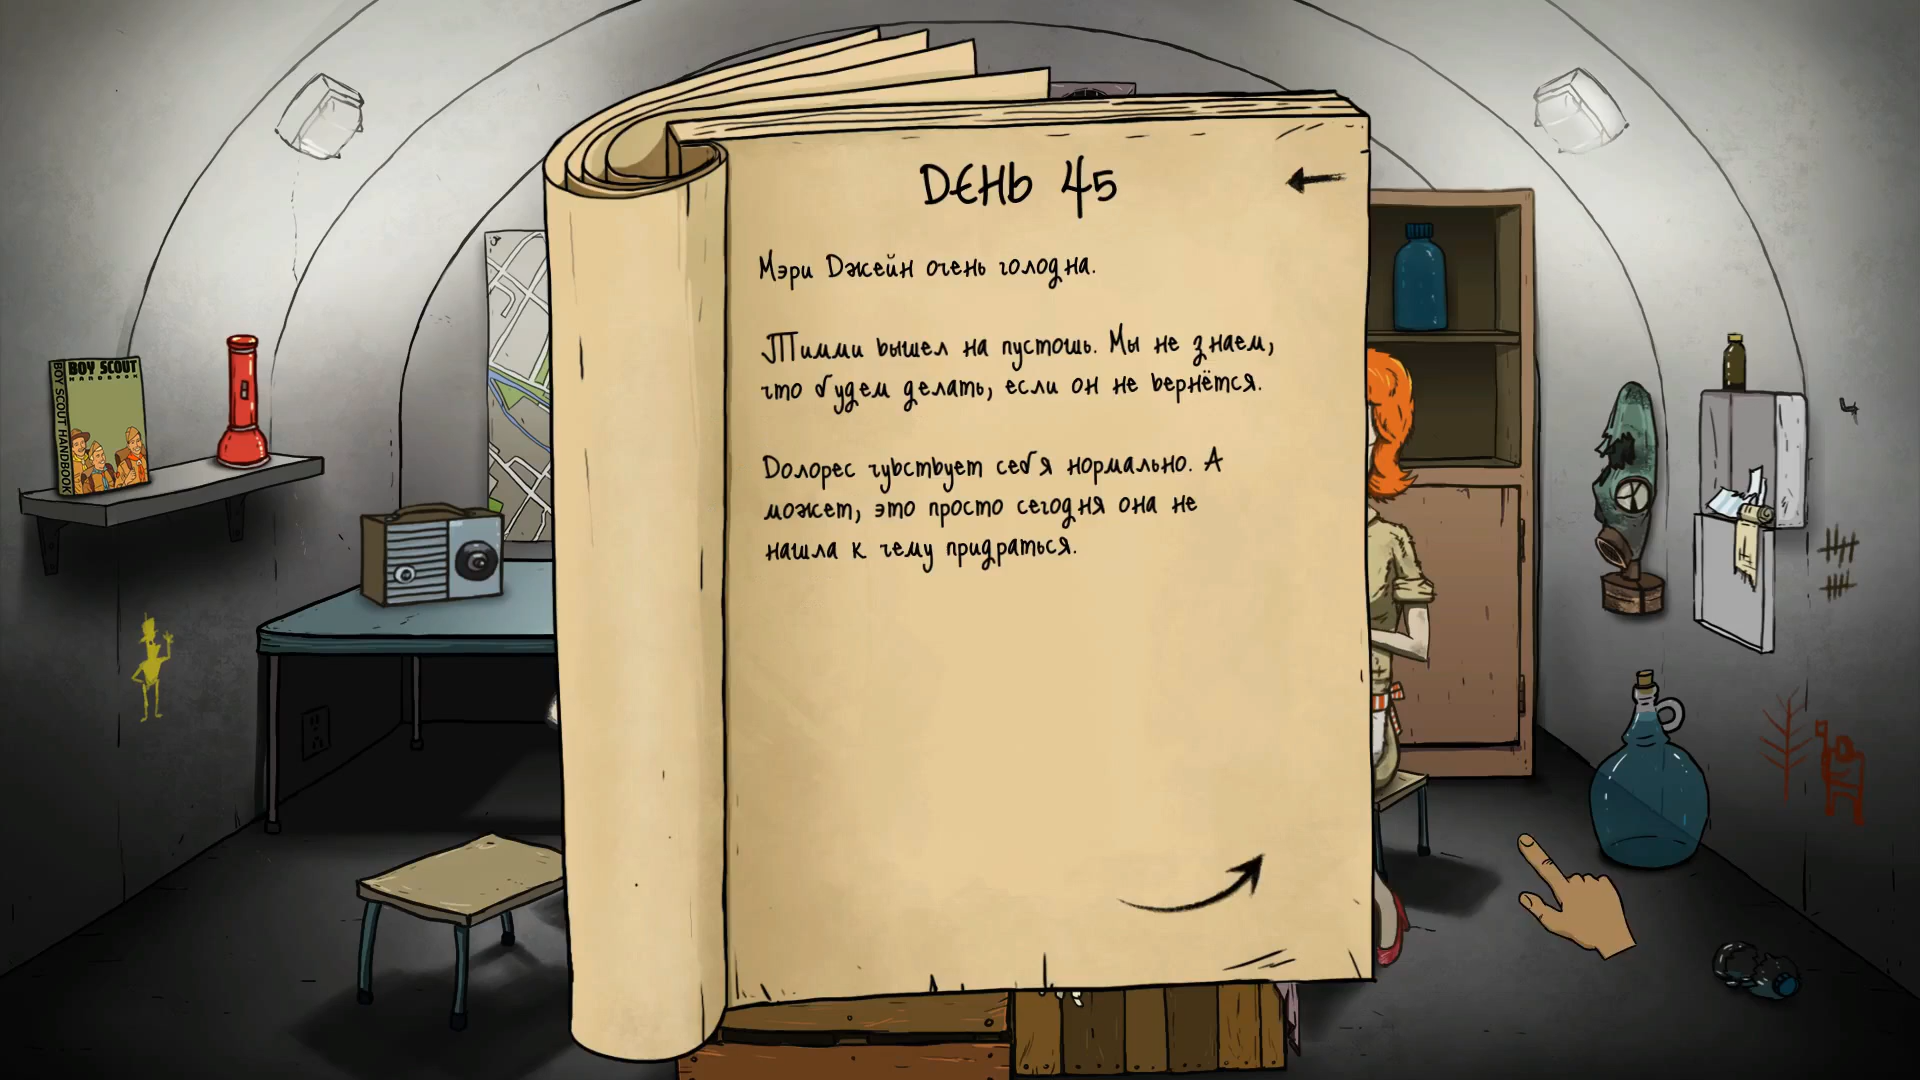 BOY SCOUT
HANDBOOK
BOY SCOUT HANDBOOK
ДЕНЬ 45
Мэри Джейн очень голодна.
Тимми вышел на пустошь. Мы не знаем,
что будем делать, если он не вернётся.
Долорес чувствует себя нормально. А
может, это просто сегодня она не
нашла к чему придраться.